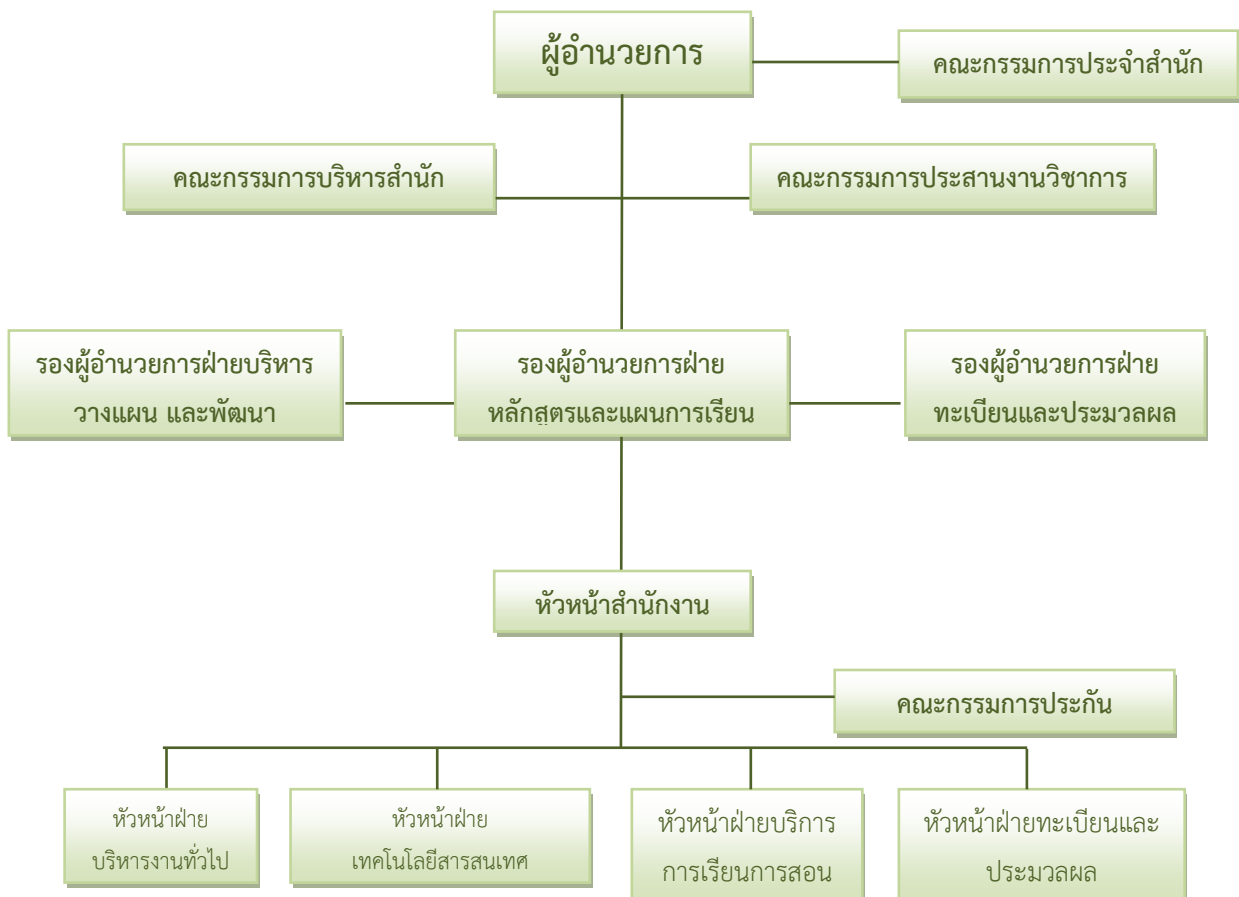 ผู้อำนวยการ
คณะกรรมการประจำสำนัก
คณะกรรมการบริหารสำนัก
คณะกรรมการประสานงานวิชาการ
รองผู้อำนวยการฝ่ายบริหาร
วางแผน และพัฒนา
รองผู้อำนวยการฝ่าย
หลักสูตรและแผนการเรียน
รองผู้อำนวยการฝ่าย
ทะเบียนและประมวลผล
หัวหน้าสำนักงาน
คณะกรรมการประกัน
หัวหน้าฝ่าย
บริหารงานทั่วไป
หัวหน้าฝ่าย
เทคโนโลยีสารสนเทศ
หัวหน้าฝ่ายบริการ
การเรียนการสอน
หัวหน้าฝ่ายทะเบียนและ
ประมวลผล